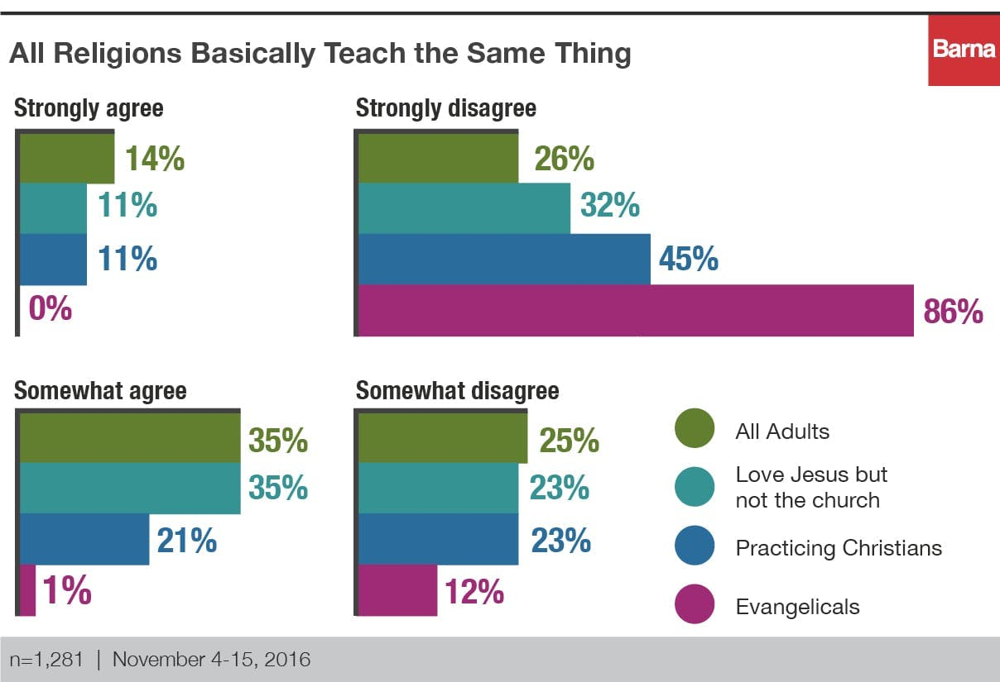 All Religions Basically Teach the Same Thing
Barna
Strongly agree
14%
11%
11%
0%
Strongly disagree
26%
32%
45%
86%
Somewhat agree
35%
35%
21%
1%
Somewhat disagree
25%
23%
23%
12%
All Adults
Love Jesus but
not the church
Practicing Christians
Evangelicals
n=1,281 | November 4-15, 2016